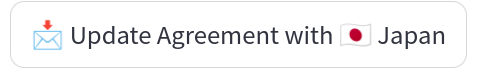 📩 Update Agreement with 🇯🇵 Japan